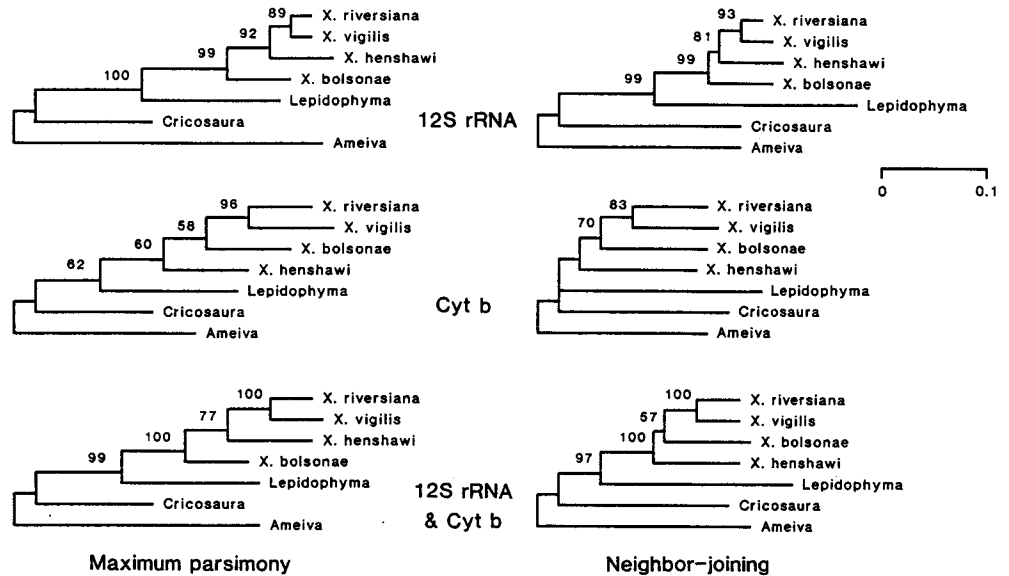 89
X. riversiana
92
X. vigilis
99
X. henshawi
100
X. bolsonae
Lepidophyma
Cricosaura
Ameiva
12S rRNA
93
X. riversiana
81
X. vigilis
99
X. henshawi
99
X. bolsonae
Lepidophyma
Cricosaura
Ameiva
0 0.1
96
X. riversiana
58
X. vigilis
60
X. bolsonae
62
X. henshawi
Lepidophyma
Cricosaura
Ameiva
Cyt b
83
X. riversiana
70
X. vigilis
X. bolsonae
X. henshawi
Lepidophyma
Cricosaura
Ameiva
100
X. riversiana
77
X. vigilis
100
X. henshawi
99
X. bolsonae
Lepidophyma
Cricosaura
Ameiva
12S rRNA
& Cyt b
100
X. riversiana
57
X. vigilis
100
X. bolsonae
97
X. henshawi
Lepidophyma
Cricosaura
Ameiva
Maximum parsimony
Neighbor-joining